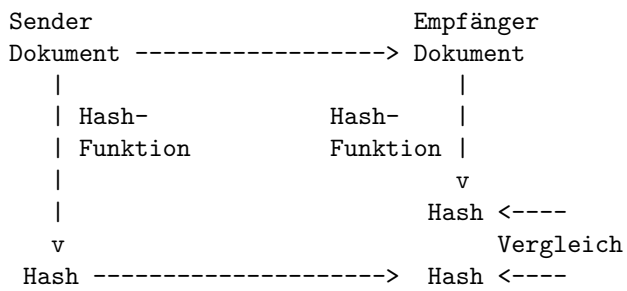 Sender                       Empfänger
Dokument ------------------> Dokument
   |                            |
   | Hash-             Hash-    |
   | Funktion          Funktion |
   |                            v
   |                          Hash <----
   v                               Vergleich
 Hash --------------------->  Hash <----